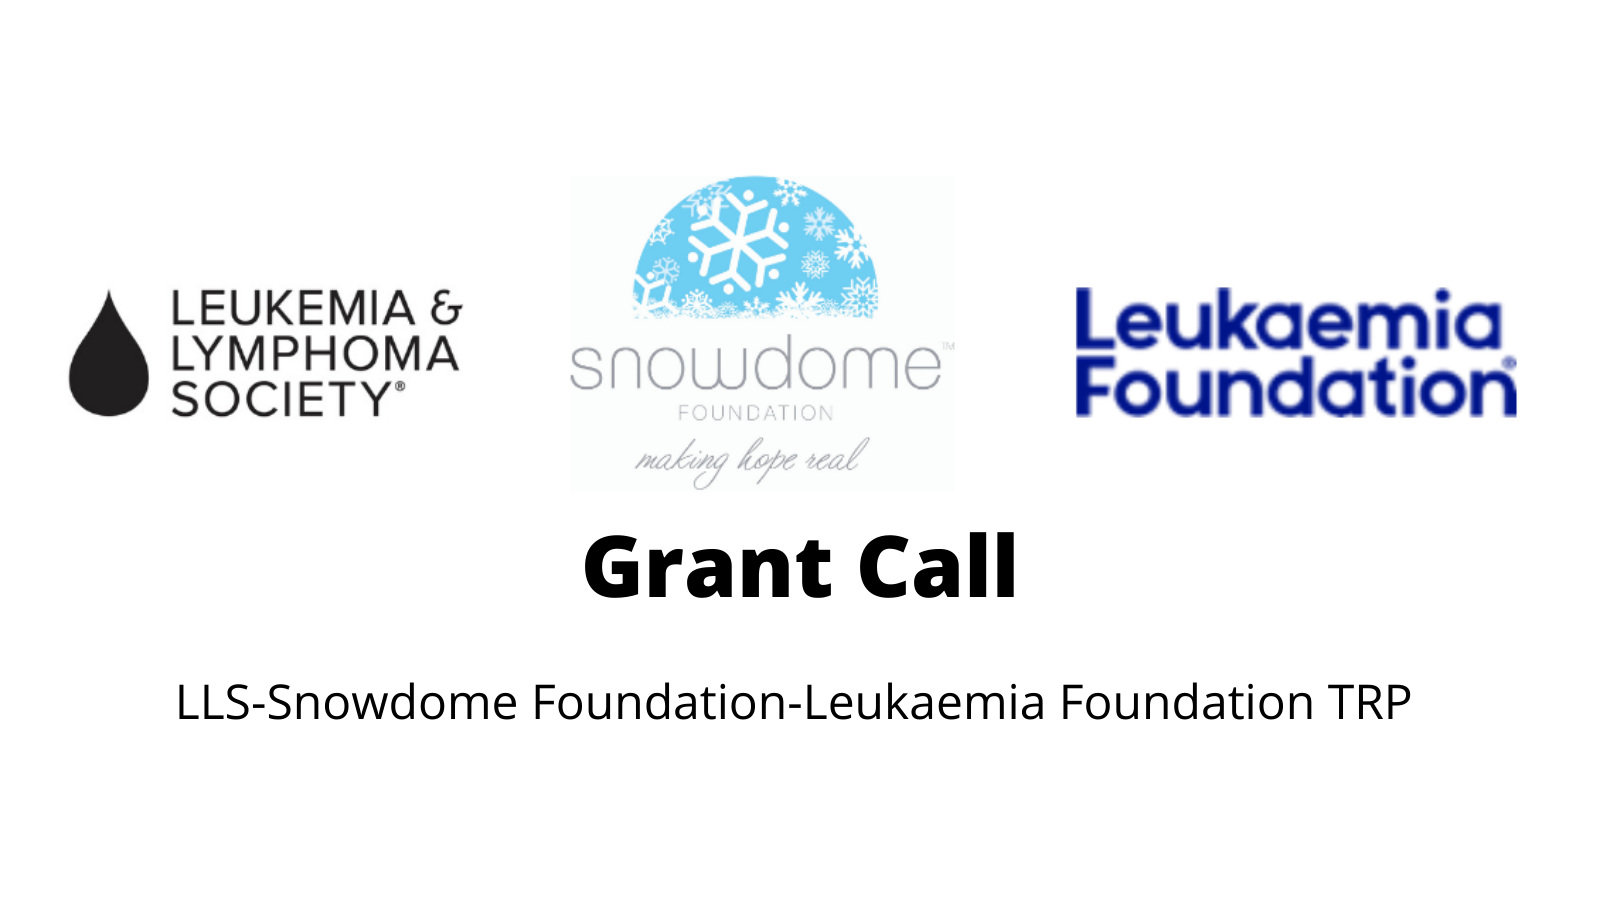 LEUKEMIA &
LYMPHOMA
SOCIETY®
snowdome™
FOUNDATION
making hope real
Leukaemia
Foundation®
Grant Call
LLS-Snowdome Foundation-Leukaemia Foundation TRP